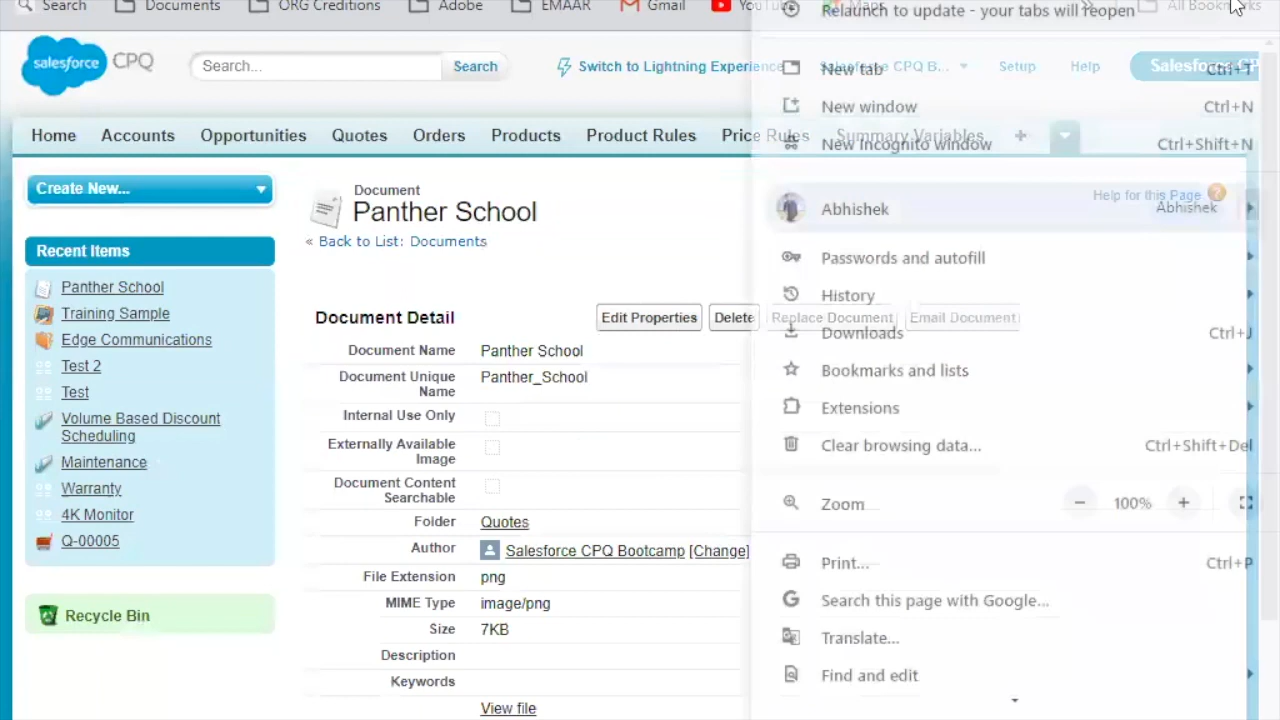 Search Documents ORG Creditions Adobe EMAAR Gmail YouTube Maps All Bookmarks
Relaunch to update - your tabs will reopen
salesforce CPQ
Search...
Search
Switch to Lightning Experience
Salesforce CPQ B...
Setup
Help
Salesforce CP
New tab Ctrl+T
New window Ctrl+N
Home Accounts Opportunities Quotes Orders Products Product Rules Price Rules Summary Variables +
New Incognito window Ctrl+Shift+N
Create New...
Document
Panther School
« Back to List: Documents
Help for this Page
Abhishek Abhishek
Passwords and autofill
History
Downloads Ctrl+J
Bookmarks and lists
Extensions
Clear browsing data... Ctrl+Shift+Del
Zoom − 100% +
Print... Ctrl+P
Search this page with Google...
Translate...
Find and edit
Recent Items
Panther School
Training Sample
Edge Communications
Test 2
Test
Volume Based Discount
Scheduling
Maintenance
Warranty
4K Monitor
Q-00005
Recycle Bin
Document Detail
Edit Properties Delete Replace Document Email Document
Document Name Panther School
Document Unique
Name
Panther_School
Internal Use Only
Externally Available
Image
Document Content
Searchable
Folder Quotes
Author Salesforce CPQ Bootcamp [Change]
File Extension png
MIME Type image/png
Size 7KB
Description
Keywords
View file